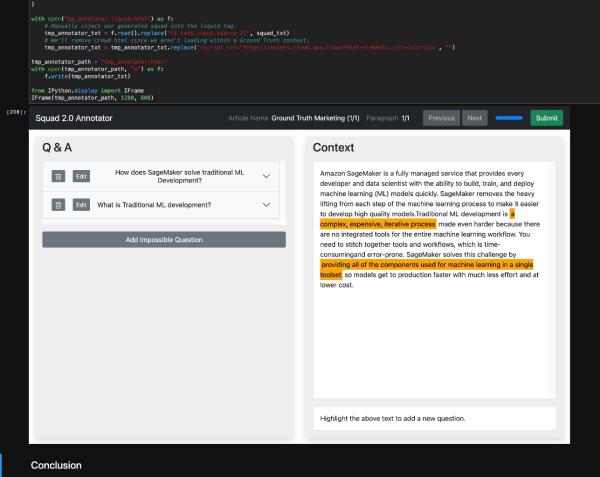 }
with open("qa_annotator.liquid.html") as f:
# Manually inject our generated squad into the liquid tag.
tmp_annotator_txt = f.read().replace("{{ task.input.source }}", squad_txt)
# We'll remove crowd html since we aren't loading within a Ground Truth context.
tmp_annotator_txt = tmp_annotator_txt.replace('<script src="https://assets.crowd.aws/crowd-html-elements.js"></script>', "")
tmp_annotator_path = "tmp_annotator.html"
with open(tmp_annotator_path, "w") as f:
f.write(tmp_annotator_txt)
from IPython.display import IFrame
IFrame(tmp_annotator_path, 1280, 800)
[208]:
Squad 2.0 Annotator
Article Name Ground Truth Marketing (1/1) Paragraph 1/1 Previous Next Submit
Q & A
Edit How does SageMaker solve traditional ML
Development?
Edit What is Traditional ML development?
Add Impossible Question
Context
Amazon SageMaker is a fully managed service that provides every
developer and data scientist with the ability to build, train, and deploy
machine learning (ML) models quickly. SageMaker removes the heavy
lifting from each step of the machine learning process to make it easier
to develop high quality models.Traditional ML development is a
complex, expensive, iterative process made even harder because there
are no integrated tools for the entire machine learning workflow. You
need to stitch together tools and workflows, which is time-
consumingand error-prone. SageMaker solves this challenge by
providing all of the components used for machine learning in a single
toolset so models get to production faster with much less effort and at
lower cost.
Highlight the above text to add a new question.
Conclusion